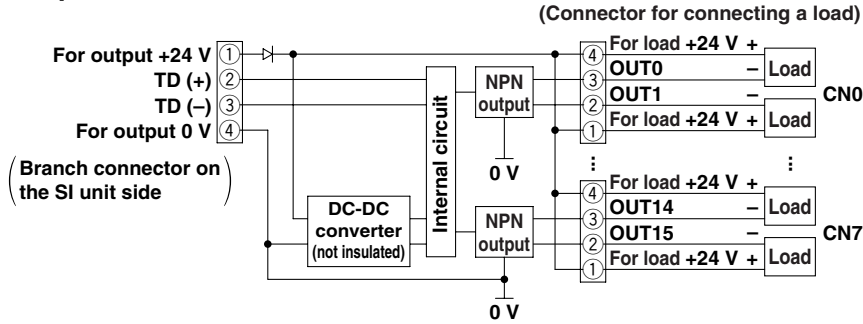 (Connector for connecting a load)
For output +24 V ①
TD (+) ②
TD (–) ③
For output 0 V ④
(Branch connector on
the SI unit side)
DC-DC
converter
(not insulated)
Internal circuit
NPN
output
0 V
NPN
output
0 V
④ For load +24 V + 
③ OUT0 – Load
② OUT1 –
① For load +24 V + Load
CN0
④ For load +24 V +
③ OUT14 – Load
② OUT15 –
① For load +24 V + Load
CN7